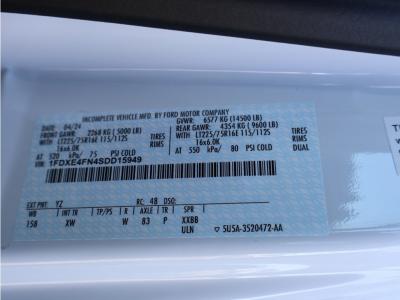 INCOMPLETE VEHICLE MFD. BY FORD MOTOR COMPANY
DATE: 04/24 GVWR: 6577 KG (14500 LB)
FRONT GAWR: 2268 KG (5000 LB) REAR GAWR: 4354 KG (9600 LB)
WITH LT225/75R16E 115/112S TIRES WITH LT225/75R16E 115/112S TIRES
16x6.0K RIMS 16x6.0K RIMS
AT 520 kPa/ 75 PSI COLD AT 550 kPa/ 80 PSI COLD DUAL
VIN: 1FDXE4FN4SDD15949
EXT PNT YZ RC: 48 DSO:
WB INT TR TP/PS R AXLE TR SPR
158 XW W 83 P XXBB
ULN 5U5A-3520472-AA